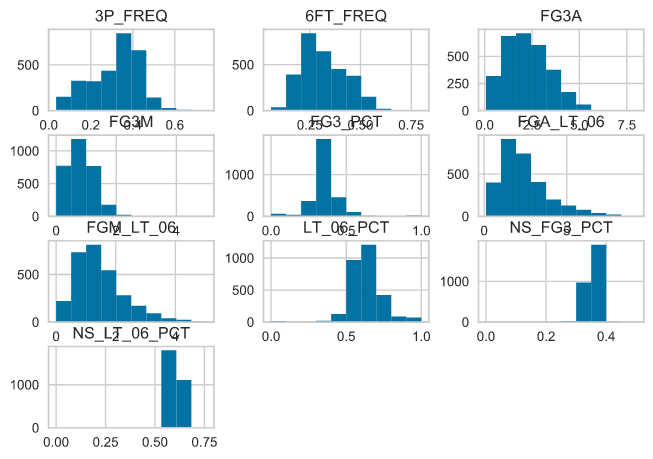 3P_FREQ 6FT_FREQ FG3A
500 500 500
250
0 0 0
0.0 0.2 0.4 0.6 0.25 0.50 0.75 0.0 2.5 5.0 7.5
FG3M FG3_PCT FGA_LT_06
1000 1000 500
500
0 0 0
0 2 4 0.0 0.5 1.0 0 5
FGM_LT_06 LT_06_PCT NS_FG3_PCT
500 1000 1000
500
0 0 0
0 2 4 0.0 0.5 1.0 0.0 0.2 0.4
NS_LT_06_PCT
1000
0
0.00 0.25 0.50 0.75